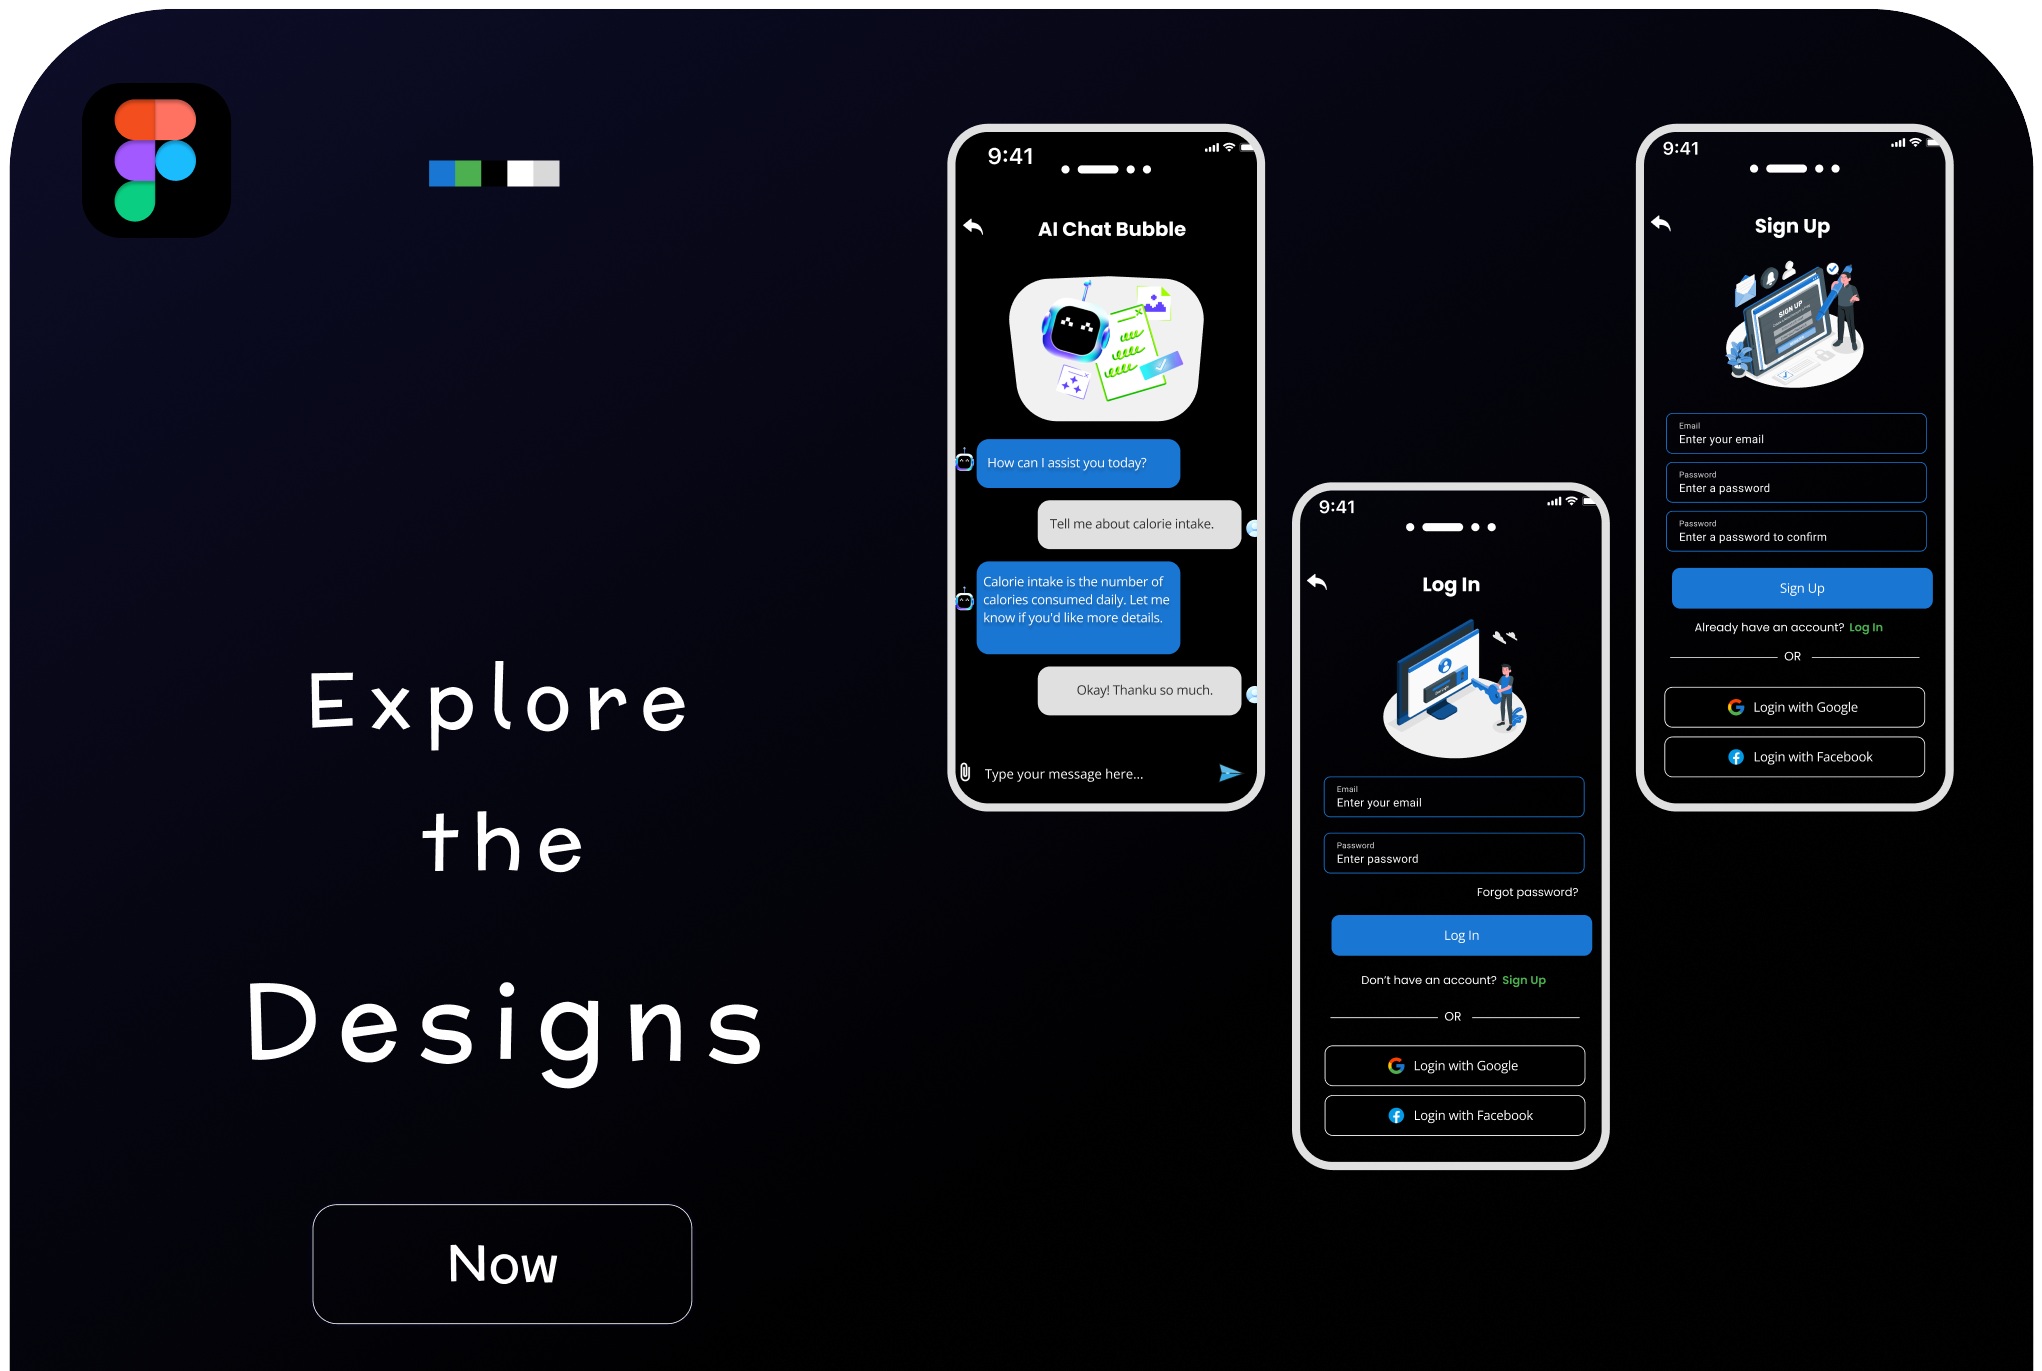 Explore
the
Designs
Now
9:41
AI Chat Bubble
How can I assist you today?
Tell me about calorie intake.
Calorie intake is the number of
calories consumed daily. Let me
know if you'd like more details.
Okay! Thanku so much.
Type your message here...
9:41
Log In
Email
Enter your email
Password
Enter password
Forgot password?
Log In
Don't have an account? Sign Up
OR
Login with Google
Login with Facebook
9:41
Sign Up
SIGN UP
Email
Enter your email
Password
Enter a password
Password
Enter a password to confirm
Sign Up
Already have an account? Log In
OR
Login with Google
Login with Facebook